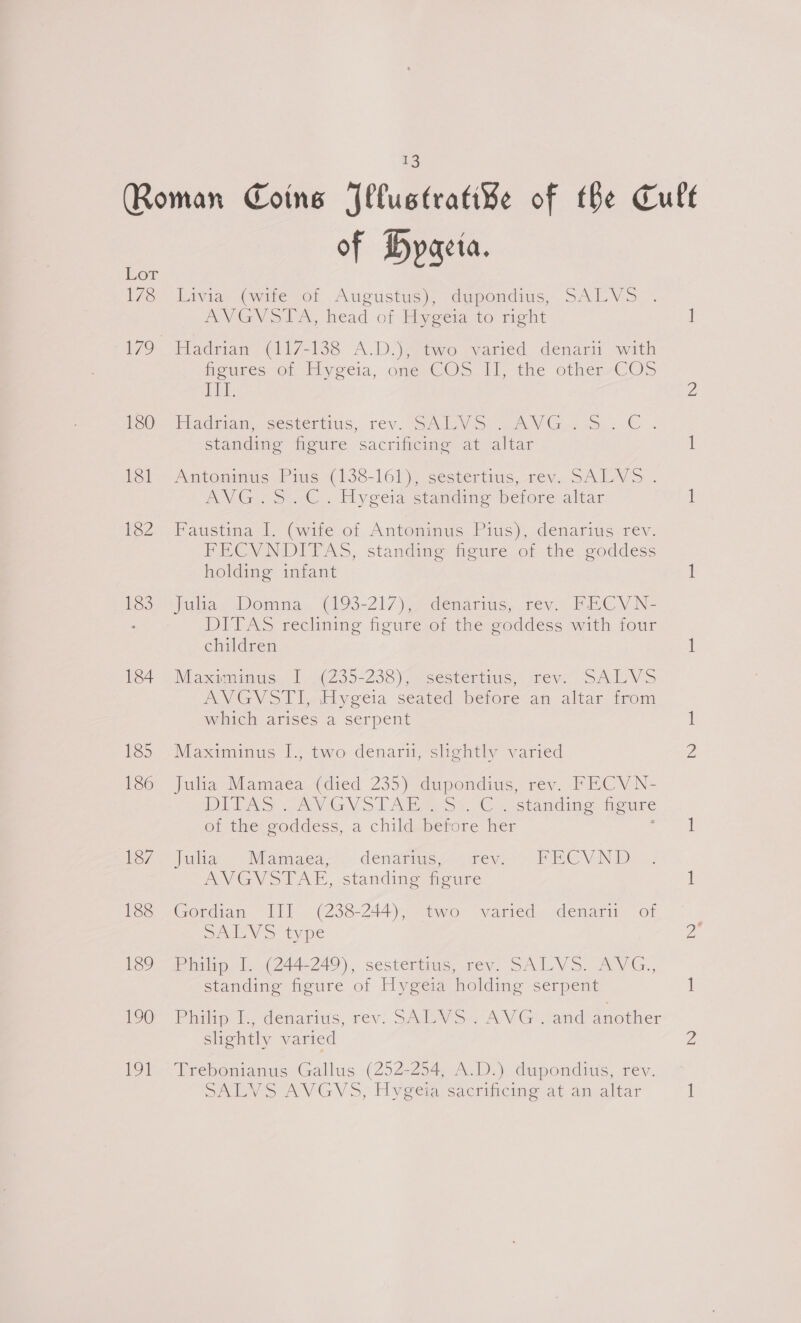 13
Roman Coins Illustrative of the Cult
of Hygeia.
LOT
178 Livia (wife of Augustus), dupondius, SALVS .
AVGVSTA, head of Hygeia to right 1
179 Hadrian (117-138 A.D.), two varied denarii with
figures of Hygeia, one COS II, the other COS
III. 2
180 Hadrian, sestertius, rev. SALVS . AVG . S . C .
standing figure sacrificing at altar 1
181 Antoninus Pius (138-161), sestertius, rev. SALVS .
AVG . S . C . Hygeia standing before altar 1
182 Faustina I. (wife of Antoninus Pius), denarius rev.
FECVNDITAS, standing figure of the goddess
holding infant 1
183 Julia Domna (193-217), denarius, rev. FECVN-
DITAS reclining figure of the goddess with four
children 1
184 Maximinus I (235-238), sestertius, rev. SALVS
AVGVSTI, Hygeia seated before an altar from
which arises a serpent 1
185 Maximinus I., two denarii, slightly varied 2
186 Julia Mamaea (died 235) dupondius, rev. FECVN-
DITAS . AVGVSTAE . S . C . standing figure
of the goddess, a child before her 1
187 Julia Mamaea, denarius, rev. FECVND .
AVGVSTAE, standing figure 1
188 Gordian III (238-244), two varied denarii of
SALVS type 2
189 Philip I. (244-249), sestertius, rev. SALVS. AVG.,
standing figure of Hygeia holding serpent 1
190 Philip I., denarius, rev. SALVS . AVG . and another
slightly varied 2
191 Trebonianus Gallus (252-254, A.D.) dupondius, rev.
SALVS AVGVS, Hygeia sacrificing at an altar 1